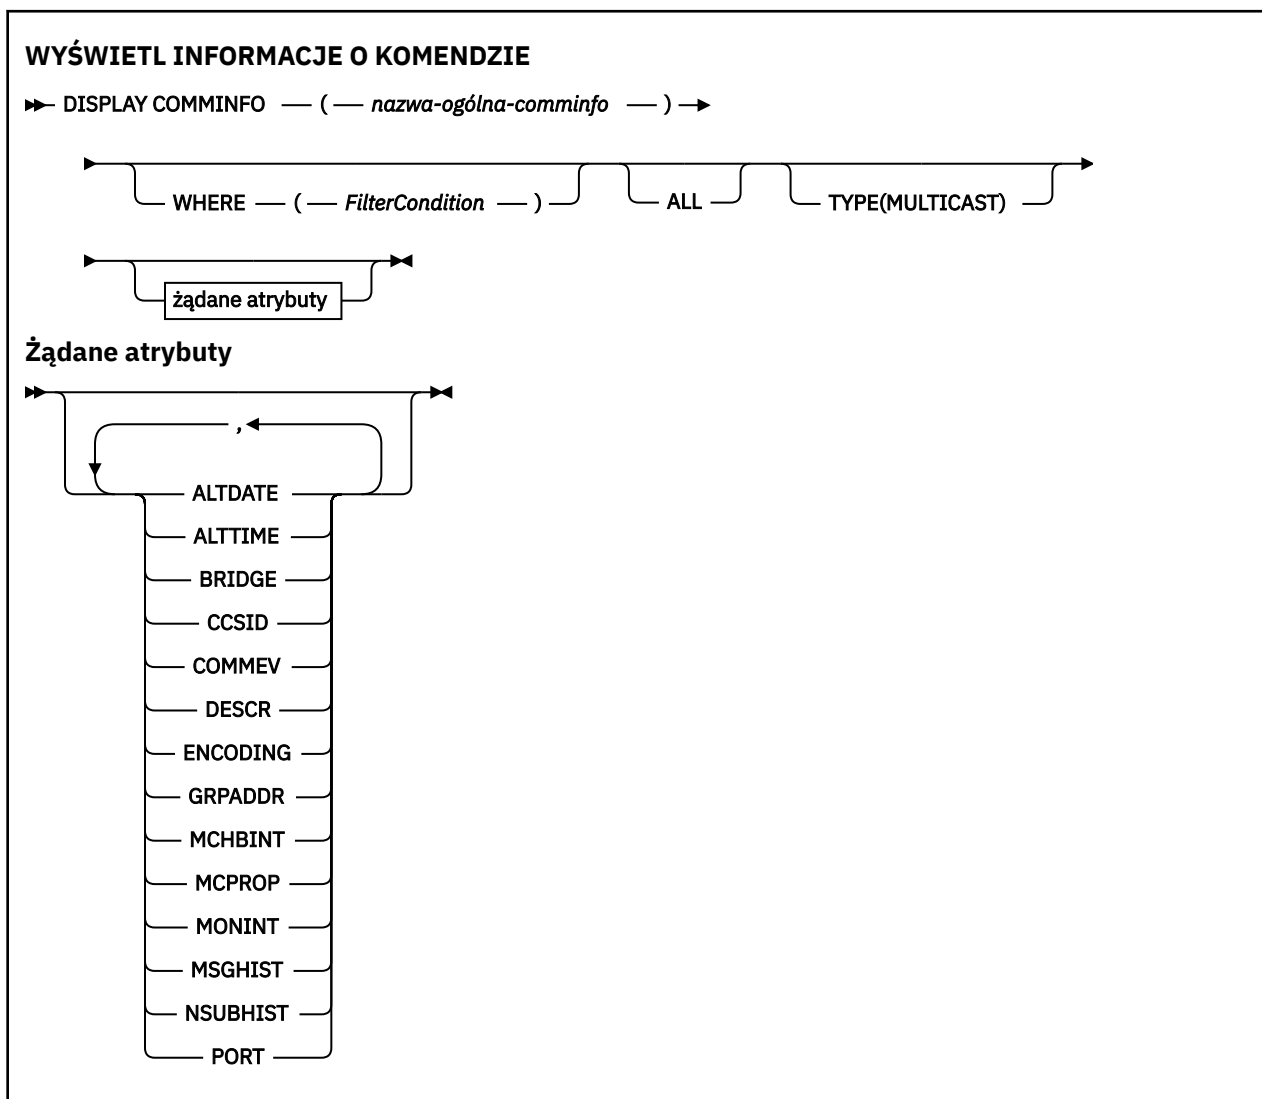 WYŚWIETL INFORMACJE O KOMENDZIE
DISPLAY COMMINFO ( nazwa-ogólna-comminfo )
WHERE ( FilterCondition ) ALL TYPE(MULTICAST)
żądane atrybuty
Żądane atrybuty
,
ALTDATE
ALTTIME
BRIDGE
CCSID
COMMEV
DESCR
ENCODING
GRPADDR
MCHBINT
MCPROP
MONINT
MSGHIST
NSUBHIST
PORT